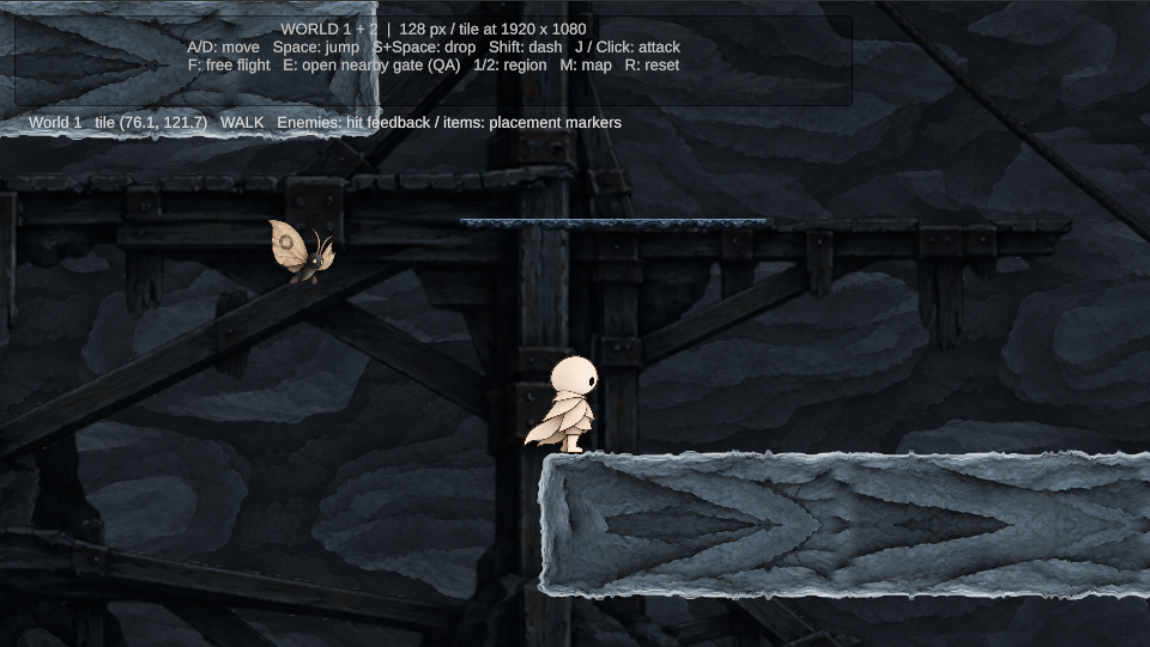 WORLD 1 + 2 | 128 px / tile at 1920 x 1080
A/D: move Space: jump S+Space: drop Shift: dash J / Click: attack
F: free flight E: open nearby gate (QA) 1/2: region M: map R: reset
World 1 tile (76.1, 121.7) WALK Enemies: hit feedback / items: placement markers